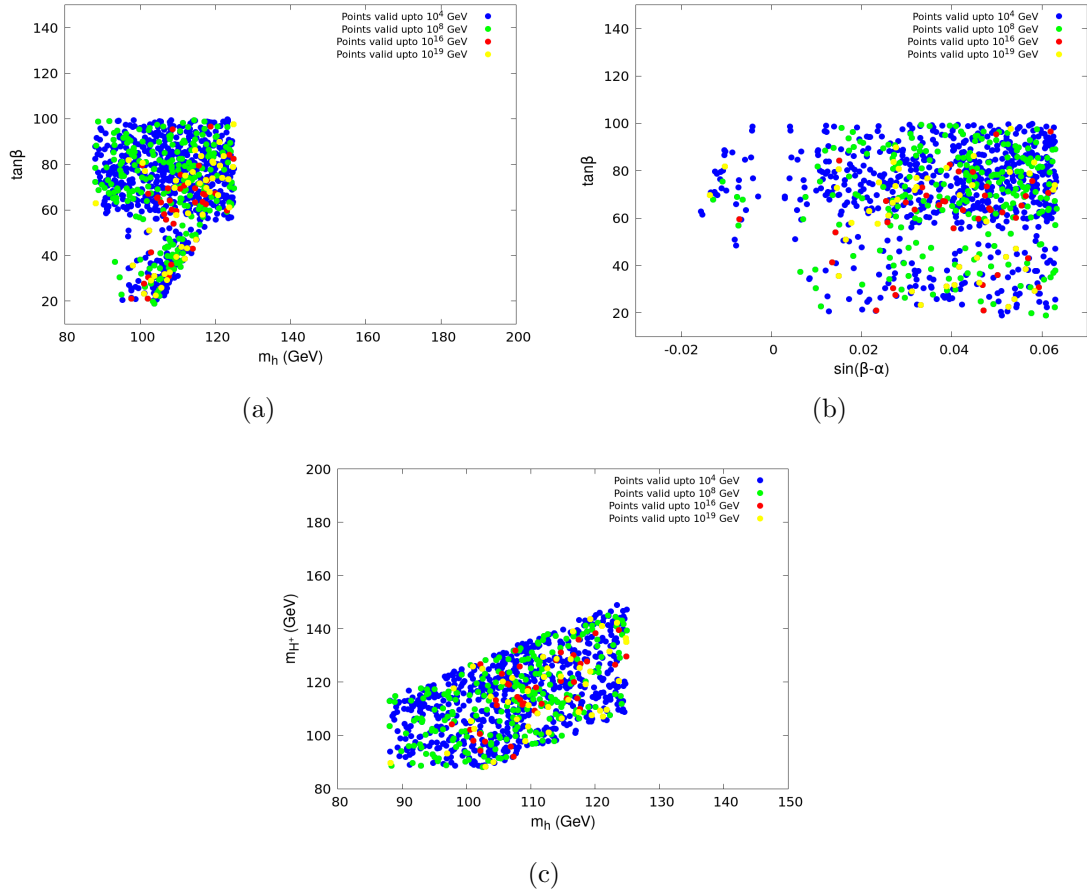 Points valid upto 10^4 GeV
Points valid upto 10^8 GeV
Points valid upto 10^16 GeV
Points valid upto 10^19 GeV
140
120
100
80
60
40
20
tanβ
80 100 120 140 160 180 200
m_h (GeV)
(a)
Points valid upto 10^4 GeV
Points valid upto 10^8 GeV
Points valid upto 10^16 GeV
Points valid upto 10^19 GeV
140
120
100
80
60
40
20
tanβ
-0.02 0 0.02 0.04 0.06
sin(β-α)
(b)
Points valid upto 10^4 GeV
Points valid upto 10^8 GeV
Points valid upto 10^16 GeV
Points valid upto 10^19 GeV
200
180
160
140
120
100
80
m_H^+ (GeV)
80 90 100 110 120 130 140 150
m_h (GeV)
(c)